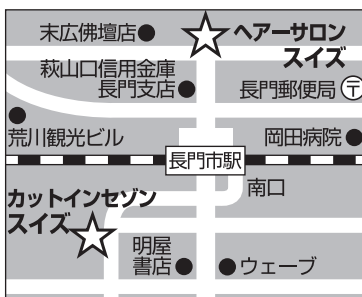 末広佛壇店
ヘアーサロン
スイズ
萩山口信用金庫
長門支店
長門郵便局 〒
荒川観光ビル
岡田病院
長門市駅
南口
カットインセゾン
スイズ
明屋
書店
ウェーブ